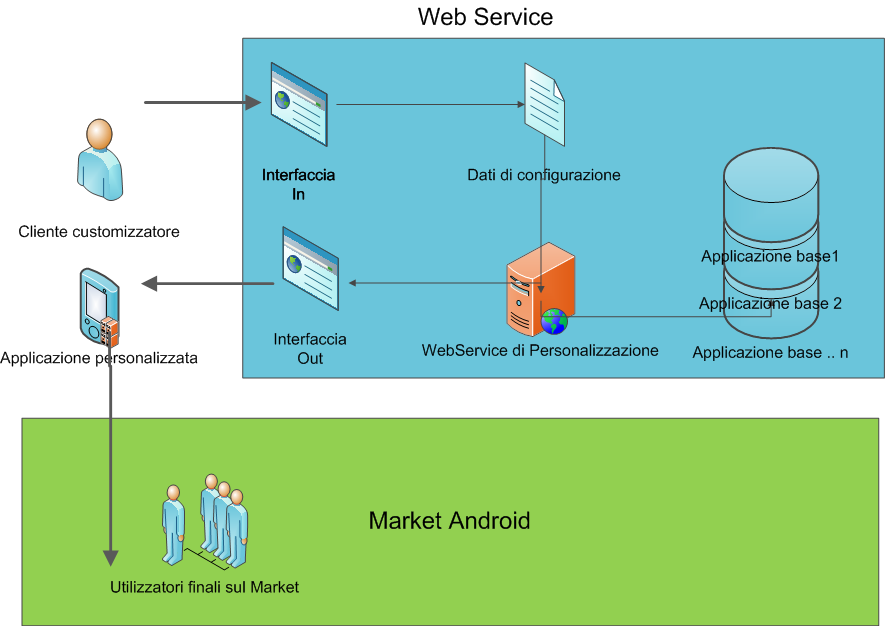 Web Service
Interfaccia
In
Dati di configurazione
Cliente customizzatore
Applicazione base1
Applicazione base 2
Interfaccia
Out
WebService di Personalizzazione
Applicazione base .. n
Applicazione personalizzata
Market Android
Utilizzatori finali sul Market